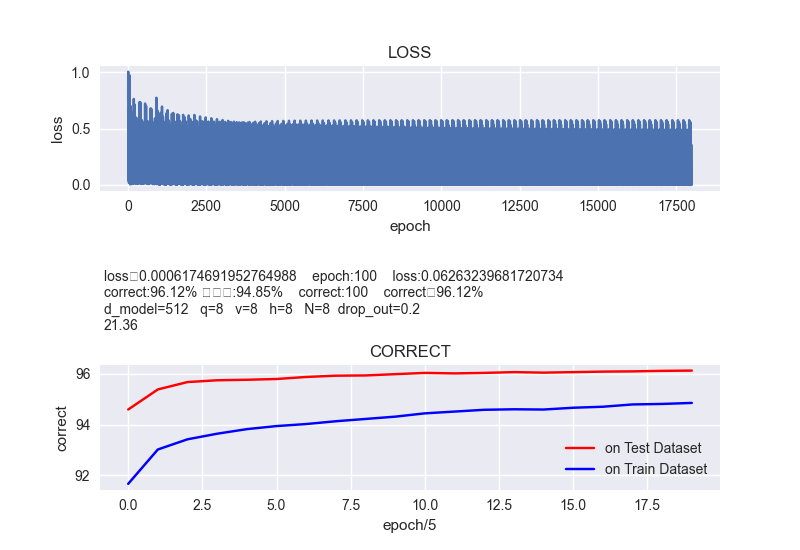 LOSS
1.0
0.5
0.0
loss
0 2500 5000 7500 10000 12500 15000 17500
epoch
loss□0.0006174691952764988 epoch:100 loss:0.06263239681720734
correct:96.12% □□□:94.85% correct:100 correct□96.12%
d_model=512 q=8 v=8 h=8 N=8 drop_out=0.2
21.36
CORRECT
96
94
92
correct
on Test Dataset
on Train Dataset
0.0 2.5 5.0 7.5 10.0 12.5 15.0 17.5
epoch/5